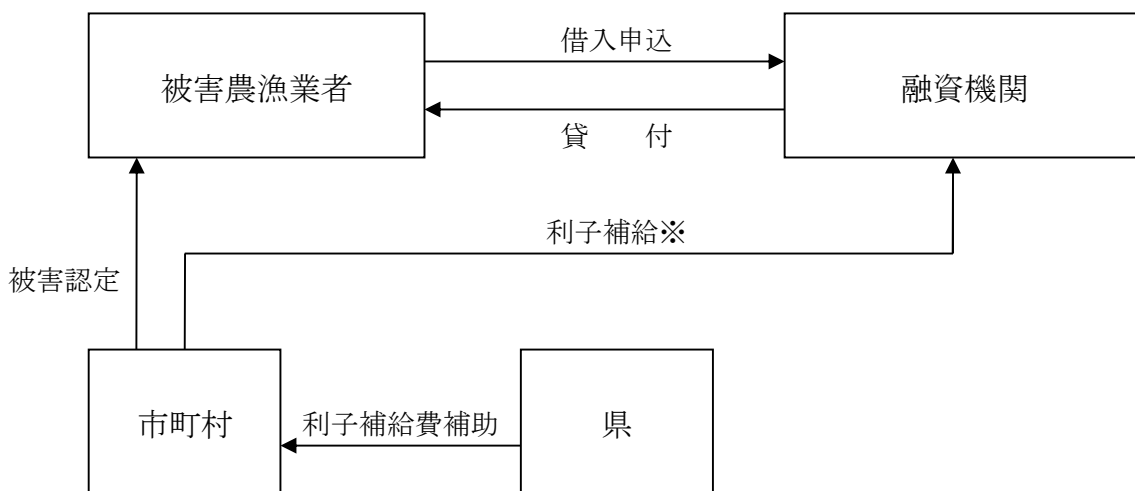 借入申込
被害農漁業者
融資機関
貸　　付
利子補給※
被害認定
市町村
利子補給費補助
県